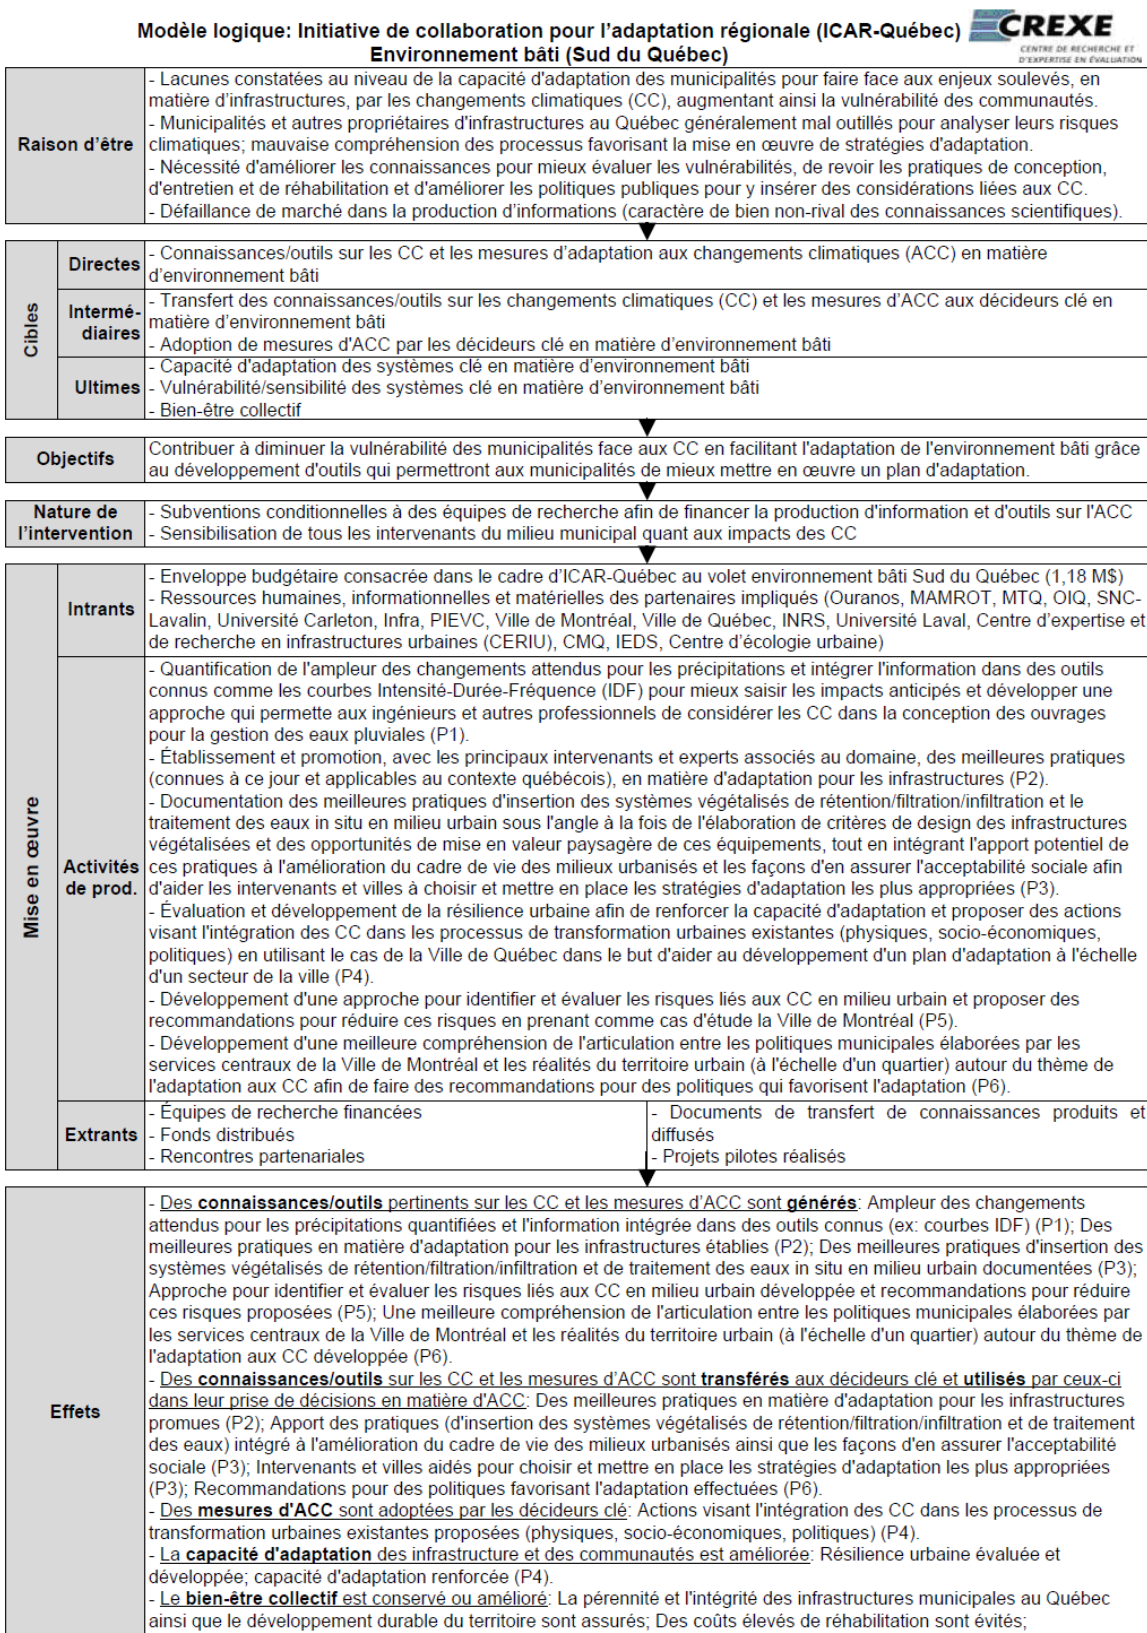 Modèle logique: Initiative de collaboration pour l'adaptation régionale (ICAR-Québec)
Environnement bâti (Sud du Québec)
CREXE
CENTRE DE RECHERCHE ET
D'EXPERTISE EN ÉVALUATION
Raison d'être
- Lacunes constatées au niveau de la capacité d'adaptation des municipalités pour faire face aux enjeux soulevés, en
matière d'infrastructures, par les changements climatiques (CC), augmentant ainsi la vulnérabilité des communautés.
- Municipalités et autres propriétaires d'infrastructures au Québec généralement mal outillés pour analyser leurs risques
climatiques; mauvaise compréhension des processus favorisant la mise en œuvre de stratégies d'adaptation.
- Nécessité d'améliorer les connaissances pour mieux évaluer les vulnérabilités, de revoir les pratiques de conception,
d'entretien et de réhabilitation et d'améliorer les politiques publiques pour y insérer des considérations liées aux CC.
- Défaillance de marché dans la production d'informations (caractère de bien non-rival des connaissances scientifiques).
Cibles
Directes
- Connaissances/outils sur les CC et les mesures d'adaptation aux changements climatiques (ACC) en matière
d'environnement bâti
Intermé-
diaires
- Transfert des connaissances/outils sur les changements climatiques (CC) et les mesures d'ACC aux décideurs clé en
matière d'environnement bâti
- Adoption de mesures d'ACC par les décideurs clé en matière d'environnement bâti
Ultimes
- Capacité d'adaptation des systèmes clé en matière d'environnement bâti
- Vulnérabilité/sensibilité des systèmes clé en matière d'environnement bâti
- Bien-être collectif
Objectifs
Contribuer à diminuer la vulnérabilité des municipalités face aux CC en facilitant l'adaptation de l'environnement bâti grâce
au développement d'outils qui permettront aux municipalités de mieux mettre en œuvre un plan d'adaptation.
Nature de
l'intervention
- Subventions conditionnelles à des équipes de recherche afin de financer la production d'information et d'outils sur l'ACC
- Sensibilisation de tous les intervenants du milieu municipal quant aux impacts des CC
Mise en œuvre
Intrants
- Enveloppe budgétaire consacrée dans le cadre d'ICAR-Québec au volet environnement bâti Sud du Québec (1,18 M$)
- Ressources humaines, informationnelles et matérielles des partenaires impliqués (Ouranos, MAMROT, MTQ, OIQ, SNC-
Lavalin, Université Carleton, Infra, PIEVC, Ville de Montréal, Ville de Québec, INRS, Université Laval, Centre d'expertise et
de recherche en infrastructures urbaines (CERIU), CMQ, IEDS, Centre d'écologie urbaine)
Activités
de prod.
- Quantification de l'ampleur des changements attendus pour les précipitations et intégrer l'information dans des outils
connus comme les courbes Intensité-Durée-Fréquence (IDF) pour mieux saisir les impacts anticipés et développer une
approche qui permette aux ingénieurs et autres professionnels de considérer les CC dans la conception des ouvrages
pour la gestion des eaux pluviales (P1).
- Établissement et promotion, avec les principaux intervenants et experts associés au domaine, des meilleures pratiques
(connues à ce jour et applicables au contexte québécois), en matière d'adaptation pour les infrastructures (P2).
- Documentation des meilleures pratiques d'insertion des systèmes végétalisés de rétention/filtration/infiltration et le
traitement des eaux in situ en milieu urbain sous l'angle à la fois de l'élaboration de critères de design des infrastructures
végétalisées et des opportunités de mise en valeur paysagère de ces équipements, tout en intégrant l'apport potentiel de
ces pratiques à l'amélioration du cadre de vie des milieux urbanisés et les façons d'en assurer l'acceptabilité sociale afin
d'aider les intervenants et villes à choisir et mettre en place les stratégies d'adaptation les plus appropriées (P3).
- Évaluation et développement de la résilience urbaine afin de renforcer la capacité d'adaptation et proposer des actions
visant l'intégration des CC dans les processus de transformation urbaines existantes (physiques, socio-économiques,
politiques) en utilisant le cas de la Ville de Québec dans le but d'aider au développement d'un plan d'adaptation à l'échelle
d'un secteur de la ville (P4).
- Développement d'une approche pour identifier et évaluer les risques liés aux CC en milieu urbain et proposer des
recommandations pour réduire ces risques en prenant comme cas d'étude la Ville de Montréal (P5).
- Développement d'une meilleure compréhension de l'articulation entre les politiques municipales élaborées par les
services centraux de la Ville de Montréal et les réalités du territoire urbain (à l'échelle d'un quartier) autour du thème de
l'adaptation aux CC afin de faire des recommandations pour des politiques qui favorisent l'adaptation (P6).
Extrants
- Équipes de recherche financées
- Fonds distribués
- Rencontres partenariales
- Documents de transfert de connaissances produits et
diffusés
- Projets pilotes réalisés
Effets
- Des connaissances/outils pertinents sur les CC et les mesures d'ACC sont générés: Ampleur des changements
attendus pour les précipitations quantifiées et l'information intégrée dans des outils connus (ex: courbes IDF) (P1); Des
meilleures pratiques en matière d'adaptation pour les infrastructures établies (P2); Des meilleures pratiques d'insertion des
systèmes végétalisés de rétention/filtration/infiltration et de traitement des eaux in situ en milieu urbain documentées (P3);
Approche pour identifier et évaluer les risques liés aux CC en milieu urbain développée et recommandations pour réduire
ces risques proposées (P5); Une meilleure compréhension de l'articulation entre les politiques municipales élaborées par
les services centraux de la Ville de Montréal et les réalités du territoire urbain (à l'échelle d'un quartier) autour du thème de
l'adaptation aux CC développée (P6).
- Des connaissances/outils sur les CC et les mesures d'ACC sont transférés aux décideurs clé et utilisés par ceux-ci
dans leur prise de décisions en matière d'ACC: Des meilleures pratiques en matière d'adaptation pour les infrastructures
promues (P2); Apport des pratiques (d'insertion des systèmes végétalisés de rétention/filtration/infiltration et de traitement
des eaux) intégré à l'amélioration du cadre de vie des milieux urbanisés ainsi que les façons d'en assurer l'acceptabilité
sociale (P3); Intervenants et villes aidés pour choisir et mettre en place les stratégies d'adaptation les plus appropriées
(P3); Recommandations pour des politiques favorisant l'adaptation effectuées (P6).
- Des mesures d'ACC sont adoptées par les décideurs clé: Actions visant l'intégration des CC dans les processus de
transformation urbaines existantes proposées (physiques, socio-économiques, politiques) (P4).
- La capacité d'adaptation des infrastructure et des communautés est améliorée: Résilience urbaine évaluée et
développée; capacité d'adaptation renforcée (P4).
- Le bien-être collectif est conservé ou amélioré: La pérennité et l'intégrité des infrastructures municipales au Québec
ainsi que le développement durable du territoire sont assurés; Des coûts élevés de réhabilitation sont évités;